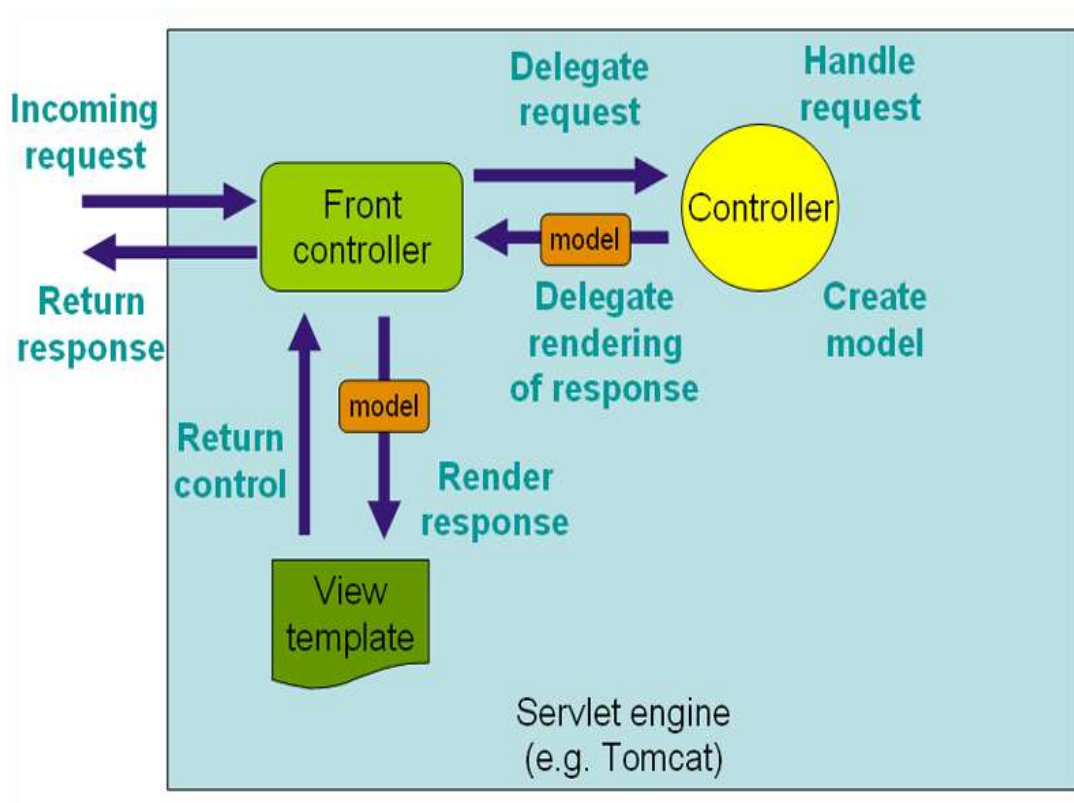 Incoming
request
Return
response
Front
controller
Delegate
request
Handle
request
Controller
model
Delegate
rendering
of response
Create
model
model
Return
control
Render
response
View
template
Servlet engine
(e.g. Tomcat)